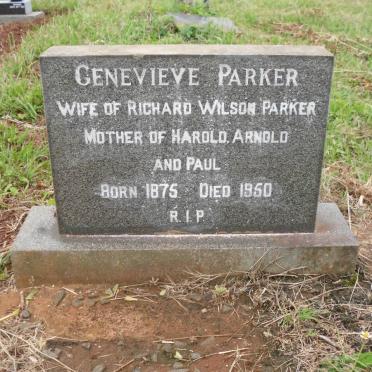 GENEVIEVE PARKER
WIFE OF RICHARD WILSON PARKER
MOTHER OF HAROLD, ARNOLD
AND PAUL
BORN 1875 DIED 1950
R.I.P